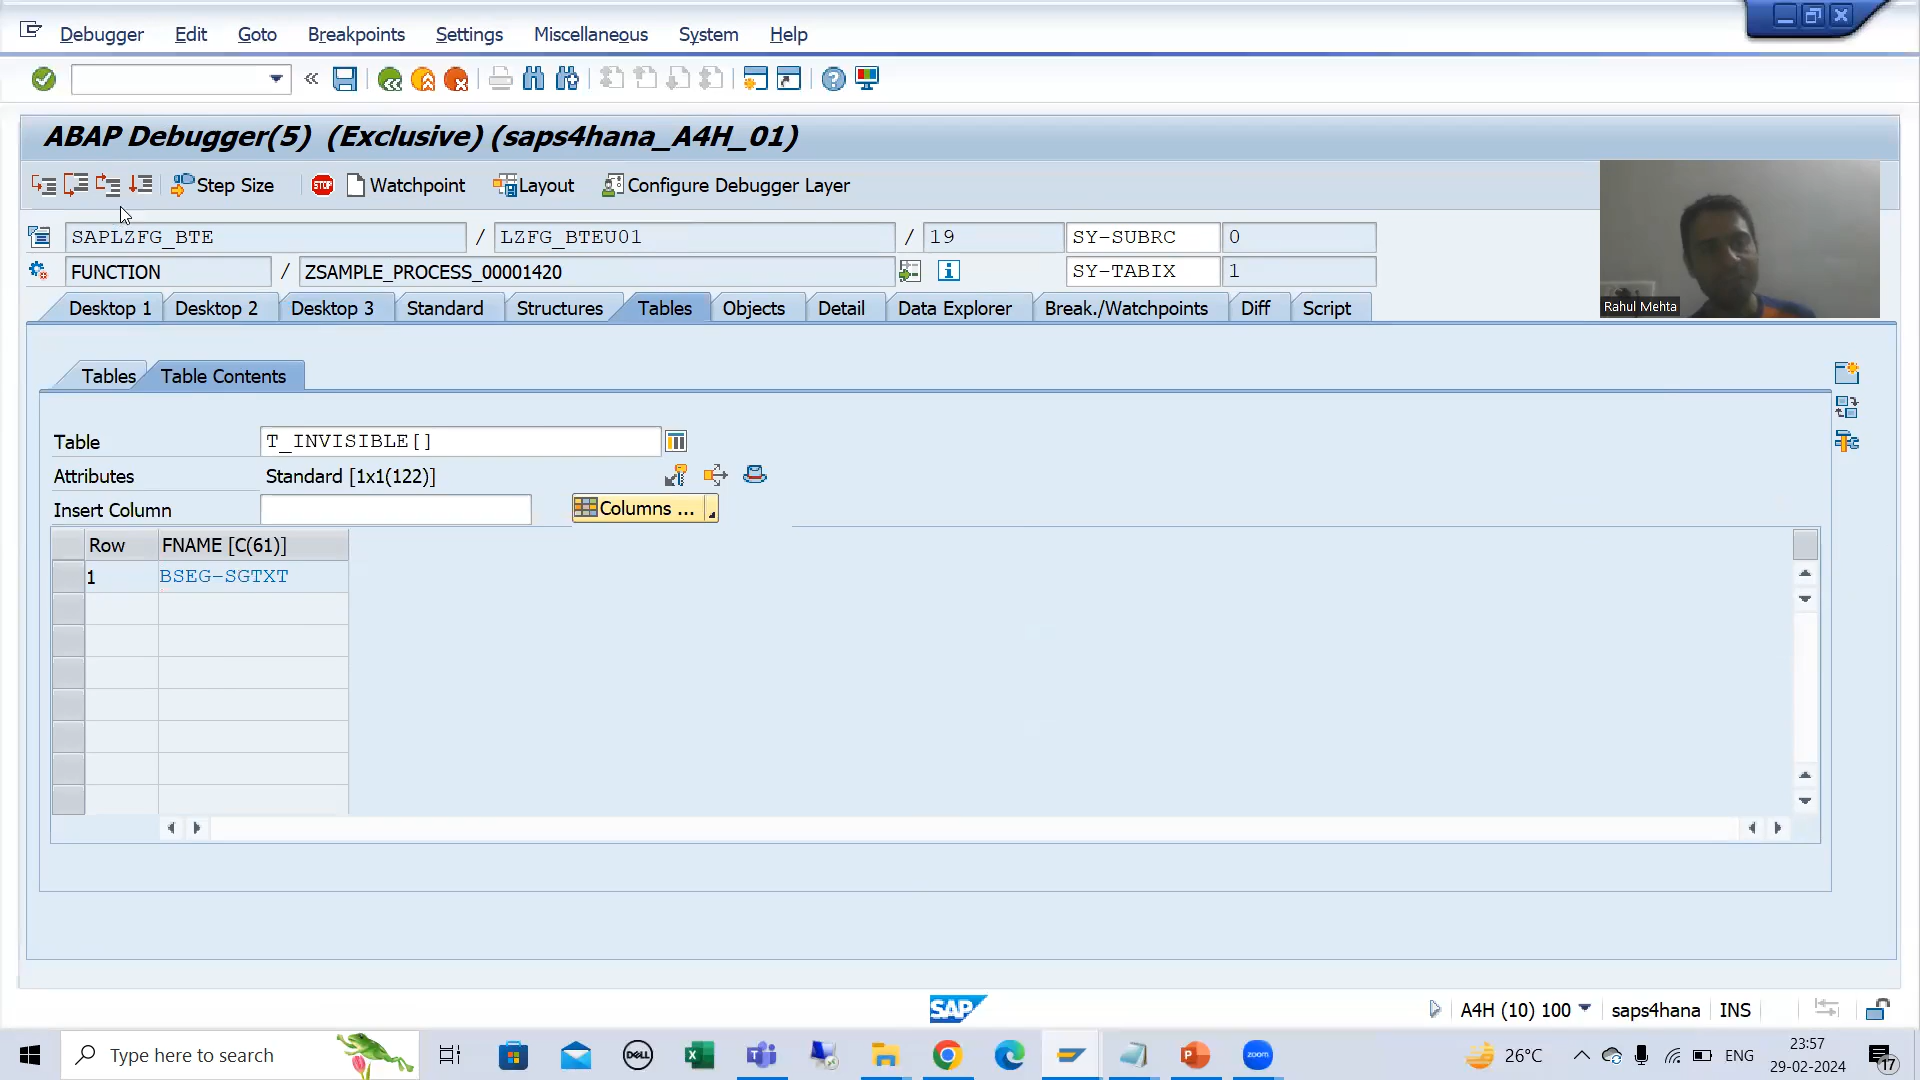 Debugger Edit Goto Breakpoints Settings Miscellaneous System Help
ABAP Debugger(5) (Exclusive) (saps4hana_A4H_01)
Step Size STOP Watchpoint Layout Configure Debugger Layer
SAPLZFG_BTE / LZFG_BTEU01 / 19 SY-SUBRC 0
FUNCTION / ZSAMPLE_PROCESS_00001420 SY-TABIX 1
Rahul Mehta
Desktop 1 Desktop 2 Desktop 3 Standard Structures Tables Objects Detail Data Explorer Break./Watchpoints Diff Script
Tables Table Contents
Table T_INVISIBLE[]
Attributes Standard [1x1(122)]
Insert Column Columns ...
Row FNAME [C(61)]
1 BSEG-SGTXT
SAP
A4H (10) 100 saps4hana INS
Type here to search
DELL
zoom
26°C ENG
23:57
29-02-2024
17